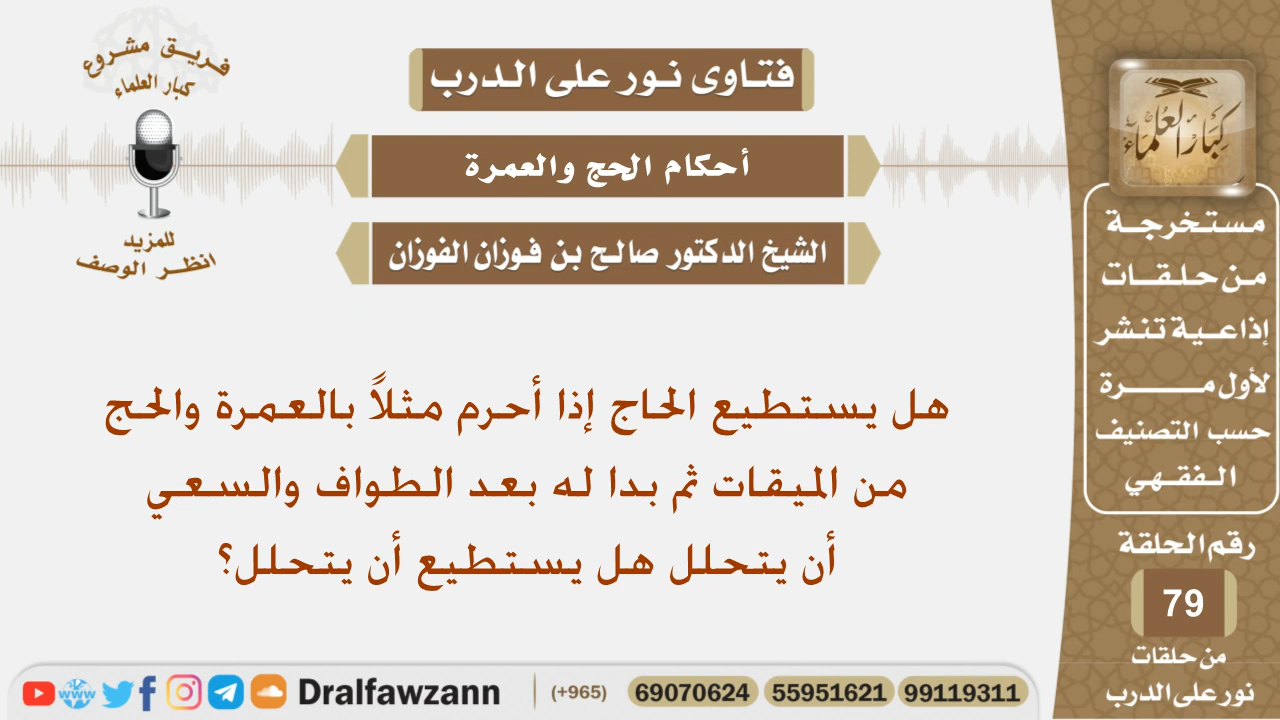 فريق مشروع
كبار العلماء
للمزيد
انظر الوصف
فتاوى نور على الدرب
أحكام الحج والعمرة
الشيخ الدكتور صالح بن فوزان الفوزان
هل يستطيع الحاج إذا أحرم مثلاً بالعمرة والحج
من الميقات ثم بدا له بعد الطواف والسعي
أن يتحلل هل يستطيع أن يتحلل؟
كبار العلماء
مستخرجة
من حلقات
إذاعية تنشر
لأول مرة
حسب التصنيف
الفقهي
رقم الحلقة
79
من حلقات
نور على الدرب
www Dralfawzann (+965) 69070624 55951621 99119311